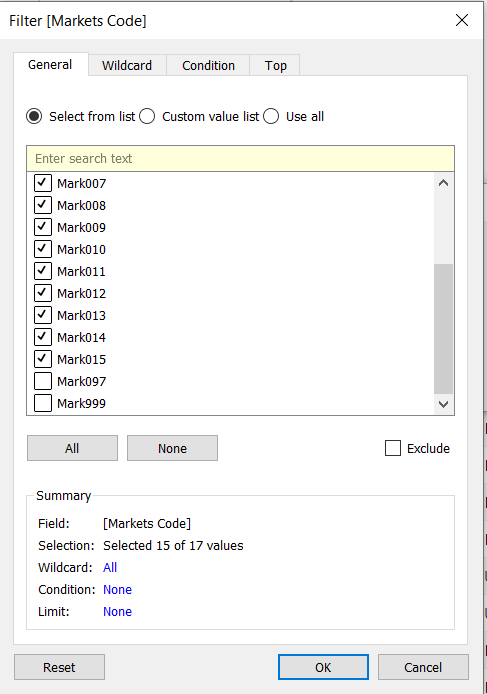 Filter [Markets Code]
General Wildcard Condition Top
Select from list Custom value list Use all
Enter search text
Mark007
Mark008
Mark009
Mark010
Mark011
Mark012
Mark013
Mark014
Mark015
Mark097
Mark999
All None Exclude
Summary
Field: [Markets Code]
Selection: Selected 15 of 17 values
Wildcard: All
Condition: None
Limit: None
Reset OK Cancel